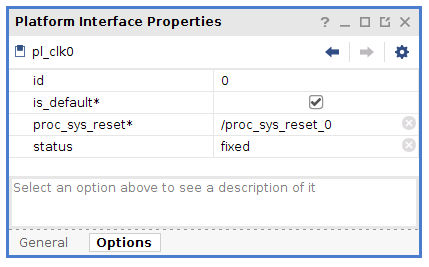 Platform Interface Properties
pl_clk0
id 0
is_default*
proc_sys_reset* /proc_sys_reset_0
status fixed
Select an option above to see a description of it
General Options